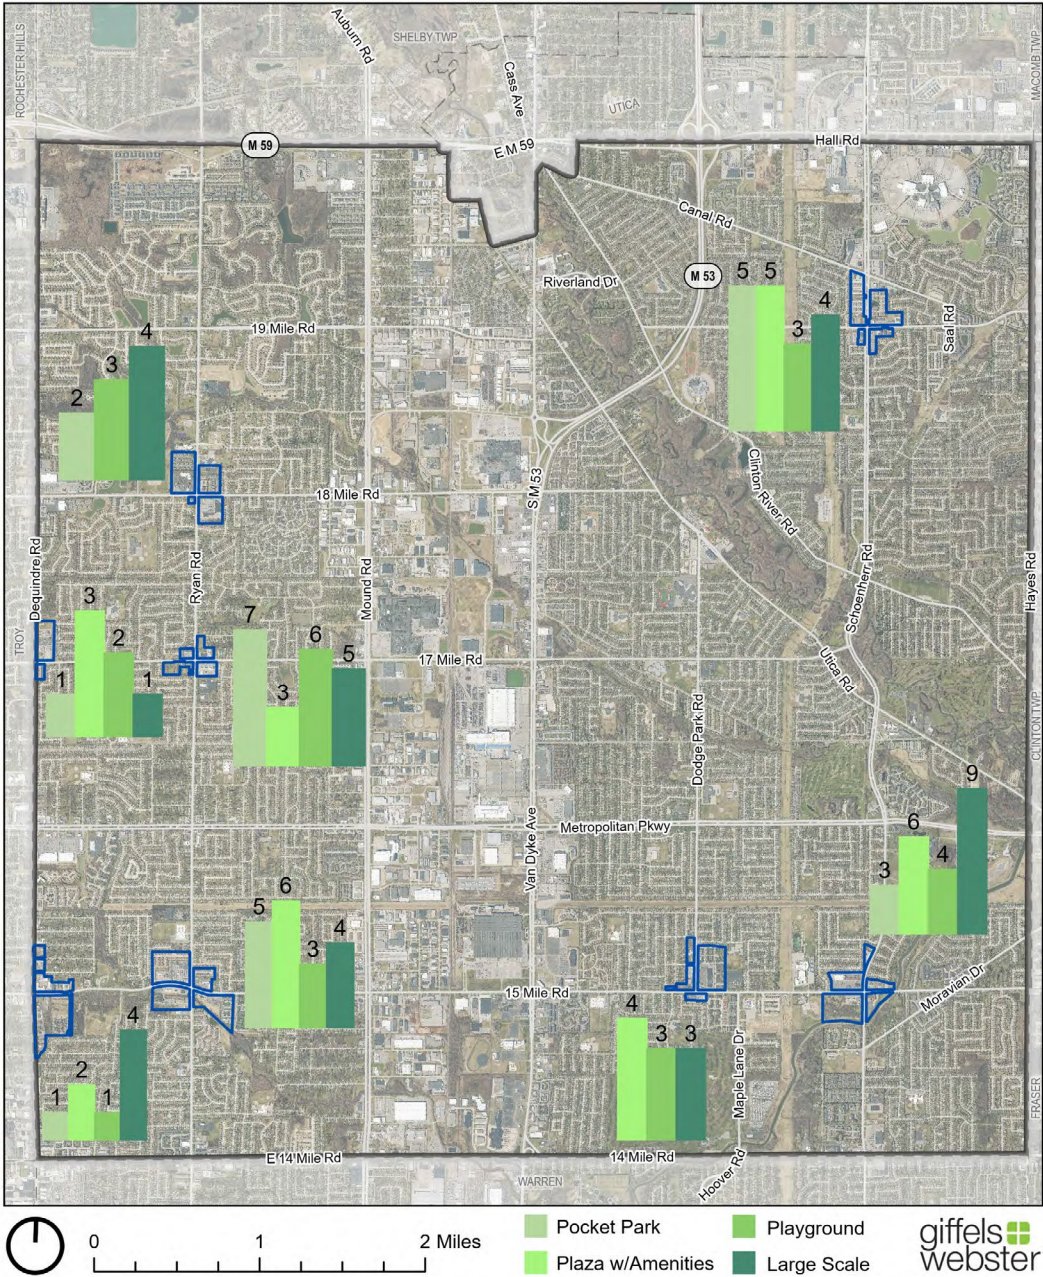 ROCHESTER HILLS
Auburn Rd
SHELBY TWP
Cass Ave
UTICA
MACOMB TWP
M 59
E M 59
Hall Rd
Canal Rd
M 53
Riverland Dr
5
5
3
4
Saal Rd
19 Mile Rd
2
3
4
18 Mile Rd
S M 53
Clinton River Rd
Dequindre Rd
Ryan Rd
Mound Rd
Schoenherr Rd
Hayes Rd
TROY
1
3
2
1
7
3
6
5
17 Mile Rd
Utica Rd
Dodge Park Rd
CLINTON TWP
Metropolitan Pkwy
Van Dyke Ave
3
6
4
9
5
6
3
4
15 Mile Rd
Moravian Dr
1
2
1
4
4
3
3
Maple Lane Dr
FRASER
E 14 Mile Rd
14 Mile Rd
Hoover Rd
WARREN
0 1 2 Miles
Pocket Park
Plaza w/Amenities
Playground
Large Scale
giffels
webster